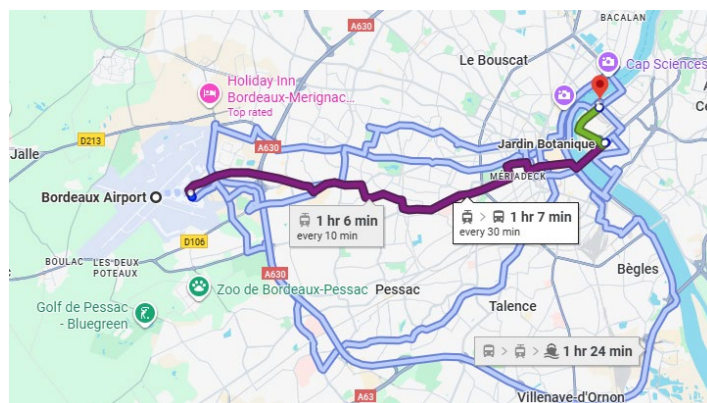 BACALAN
A630
Le Bouscat
Cap Sciences
Holiday Inn
Bordeaux-Merignac...
Top rated
D213
Jalle
A630
Jardin Botanique
MÉRIADECK
Bordeaux Airport
1 hr 6 min
every 10 min
> 1 hr 7 min
every 30 min
D106
BOULAC
LES DEUX
POTEAUX
A630
Bègles
Zoo de Bordeaux-Pessac
Pessac
Golf de Pessac
- Bluegreen
Talence
> > 1 hr 24 min
A63
Villenave-d'Ornon